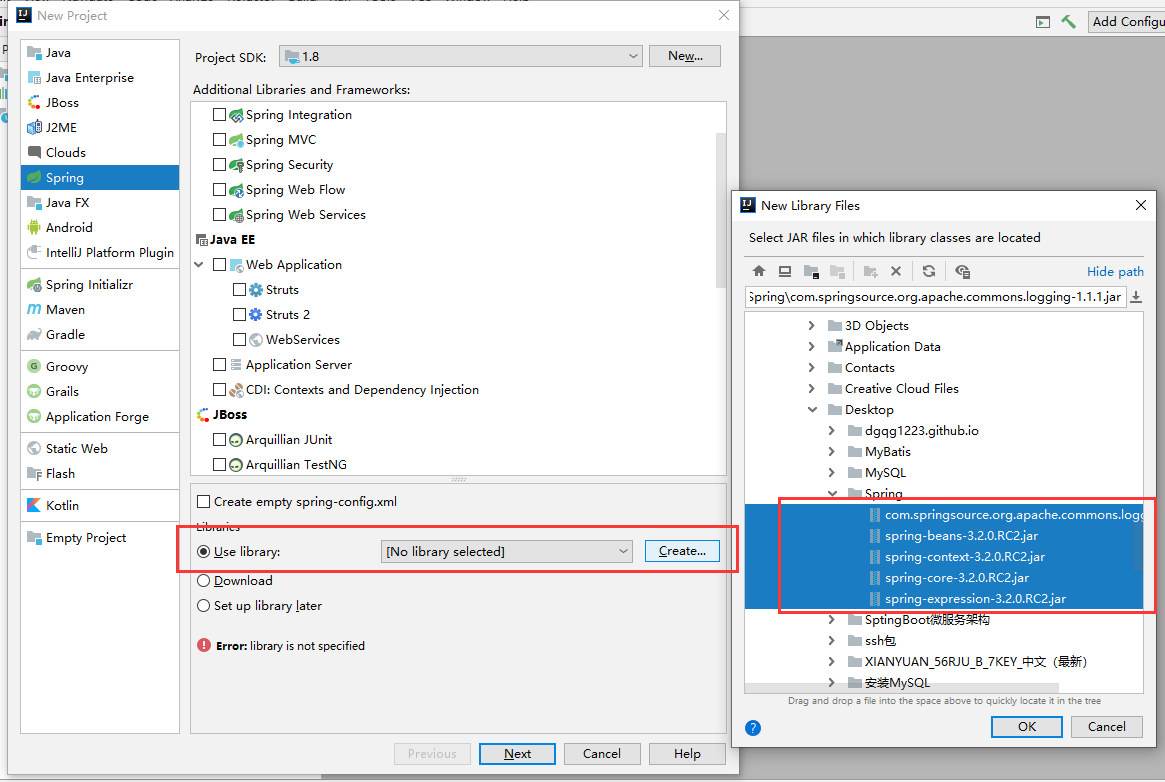 New Project
Add Configu
Java
Java Enterprise
JBoss
J2ME
Clouds
Spring
Java FX
Android
IntelliJ Platform Plugin
Spring Initializr
Maven
Gradle
Groovy
Grails
Application Forge
Static Web
Flash
Kotlin
Empty Project
Project SDK:
1.8
New...
Additional Libraries and Frameworks:
Spring Integration
Spring MVC
Spring Security
Spring Web Flow
Spring Web Services
Java EE
Web Application
Struts
Struts 2
WebServices
Application Server
CDI: Contexts and Dependency Injection
JBoss
Arquillian JUnit
Arquillian TestNG
Create empty spring-config.xml
Libraries
Use library:
[No library selected]
Create...
Download
Set up library later
Error: library is not specified
Previous
Next
Cancel
Help
New Library Files
Select JAR files in which library classes are located
Hide path
Spring\com.springsource.org.apache.commons.logging-1.1.1.jar
3D Objects
Application Data
Contacts
Creative Cloud Files
Desktop
dgqg1223.github.io
MyBatis
MySQL
Spring
com.springsource.org.apache.commons.logg
spring-beans-3.2.0.RC2.jar
spring-context-3.2.0.RC2.jar
spring-core-3.2.0.RC2.jar
spring-expression-3.2.0.RC2.jar
SptingBoot微服务架构
ssh包
XIANYUAN_56RJU_B_7KEY_中文（最新）
安装MySQL
Drag and drop a file into the space above to quickly locate it in the tree
OK
Cancel